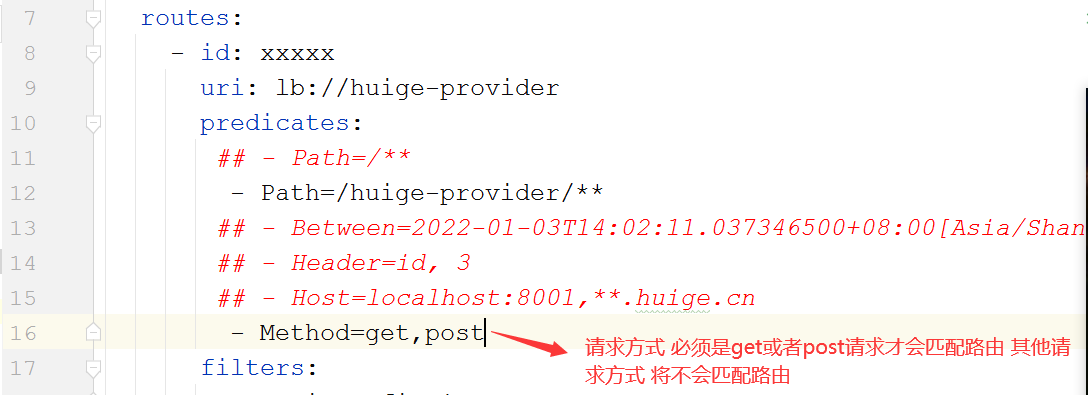 7 routes:
8 - id: xxxxx
9 uri: lb://huige-provider
10 predicates:
11 ## - Path=/**
12 - Path=/huige-provider/**
13 ## - Between=2022-01-03T14:02:11.037346500+08:00[Asia/Shan
14 ## - Header=id, 3
15 ## - Host=localhost:8001,**.huige.cn
16 - Method=get,post
请求方式 必须是get或者post请求才会匹配路由 其他请
求方式 将不会匹配路由
17 filters: